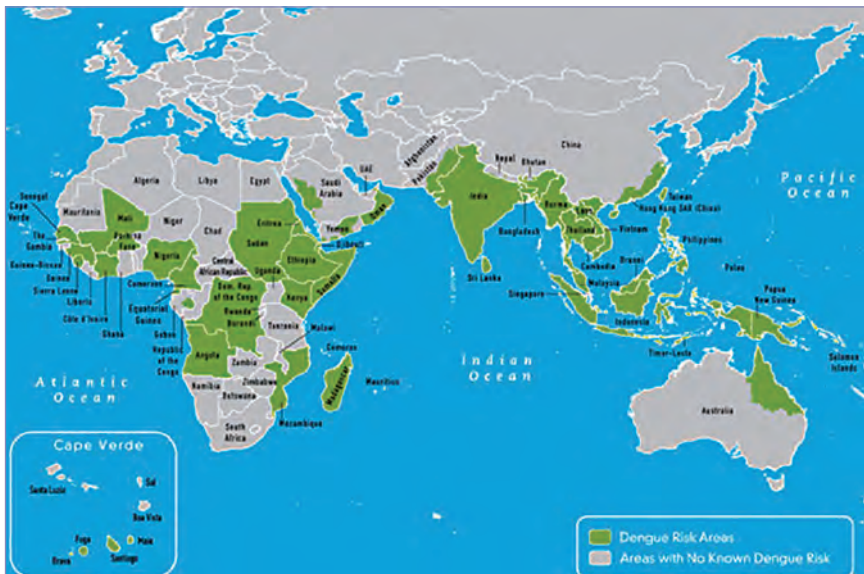 Algeria
Libya
Egypt
Saudi
Arabia
UAE
Oman
Yemen
Afghanistan
Pakistan
Nepal
Bhutan
China
India
Burma
Laos
Thailand
Bangladesh
Vietnam
Taiwan
Hong Kong SAR (China)
Philippines
Cambodia
Brunei
Malaysia
Sri Lanka
Singapore
Indonesia
Palau
Papua
New Guinea
Timor-Leste
Solomon
Islands
Australia
Pacific
Ocean
Indian
Ocean
Atlantic
Ocean
Senegal
Cape Verde
Mauritania
Mali
Niger
Chad
Sudan
Eritrea
Djibouti
The
Gambia
Guinea-Bissau
Guinea
Sierra Leone
Liberia
Côte d'Ivoire
Ghana
Nigeria
Cameroon
Equatorial
Guinea
Gabon
Republic
of the
Congo
Central
African Republic
Dem. Rep.
of the Congo
Uganda
Ethiopia
Somalia
Kenya
Rwanda
Burundi
Tanzania
Malawi
Comoros
Angola
Zambia
Zimbabwe
Namibia
Botswana
South
Africa
Mozambique
Madagascar
Mauritius
Cape Verde
Santa Luzia
Sal
Boa Vista
Fogo
Maio
Brava
Santiago
Dengue Risk Areas
Areas with No Known Dengue Risk